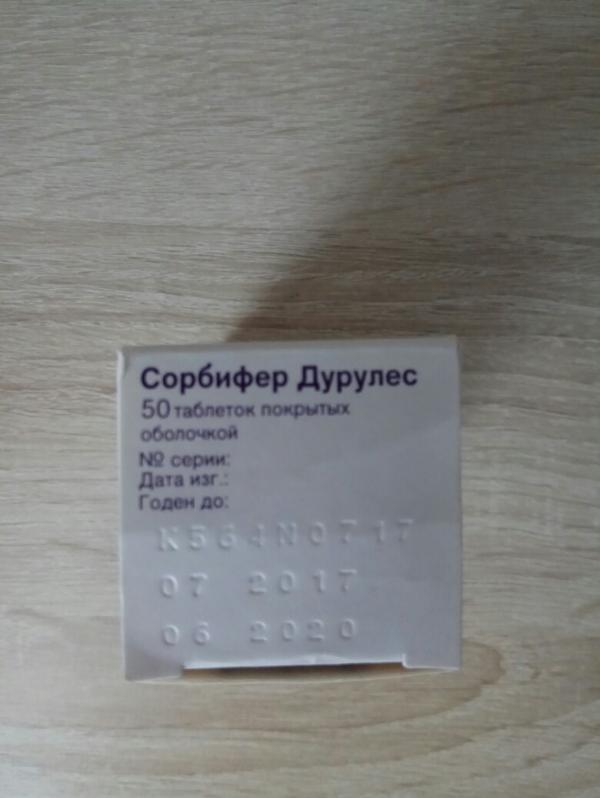 Сорбифер Дурулес
50 таблеток покрытых
оболочкой
№ серии:
Дата изг.:
Годен до:
K564N0717
07 2017
06 2020